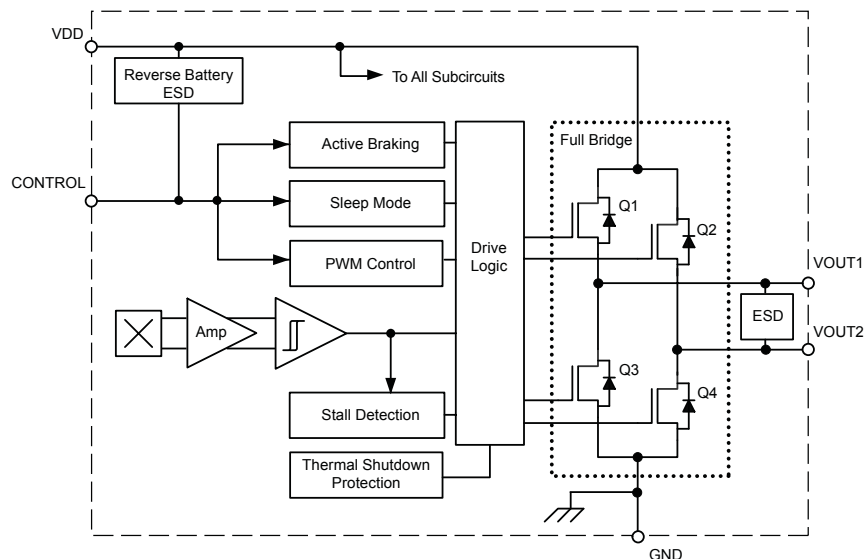 VDD
Reverse Battery
ESD
To All Subcircuits
Active Braking
Full Bridge
CONTROL
Sleep Mode
Q1
Q2
Drive
Logic
PWM Control
VOUT1
Amp
ESD
VOUT2
Q3
Q4
Stall Detection
Thermal Shutdown
Protection
GND